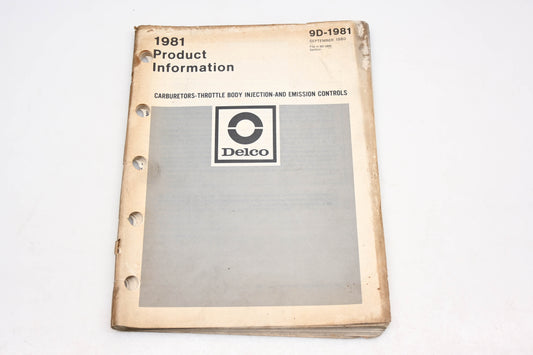 1981
Product
Information
9D-1981
SEPTEMBER 1980
CARBURETORS-THROTTLE BODY INJECTION-AND EMISSION CONTROLS
Delco